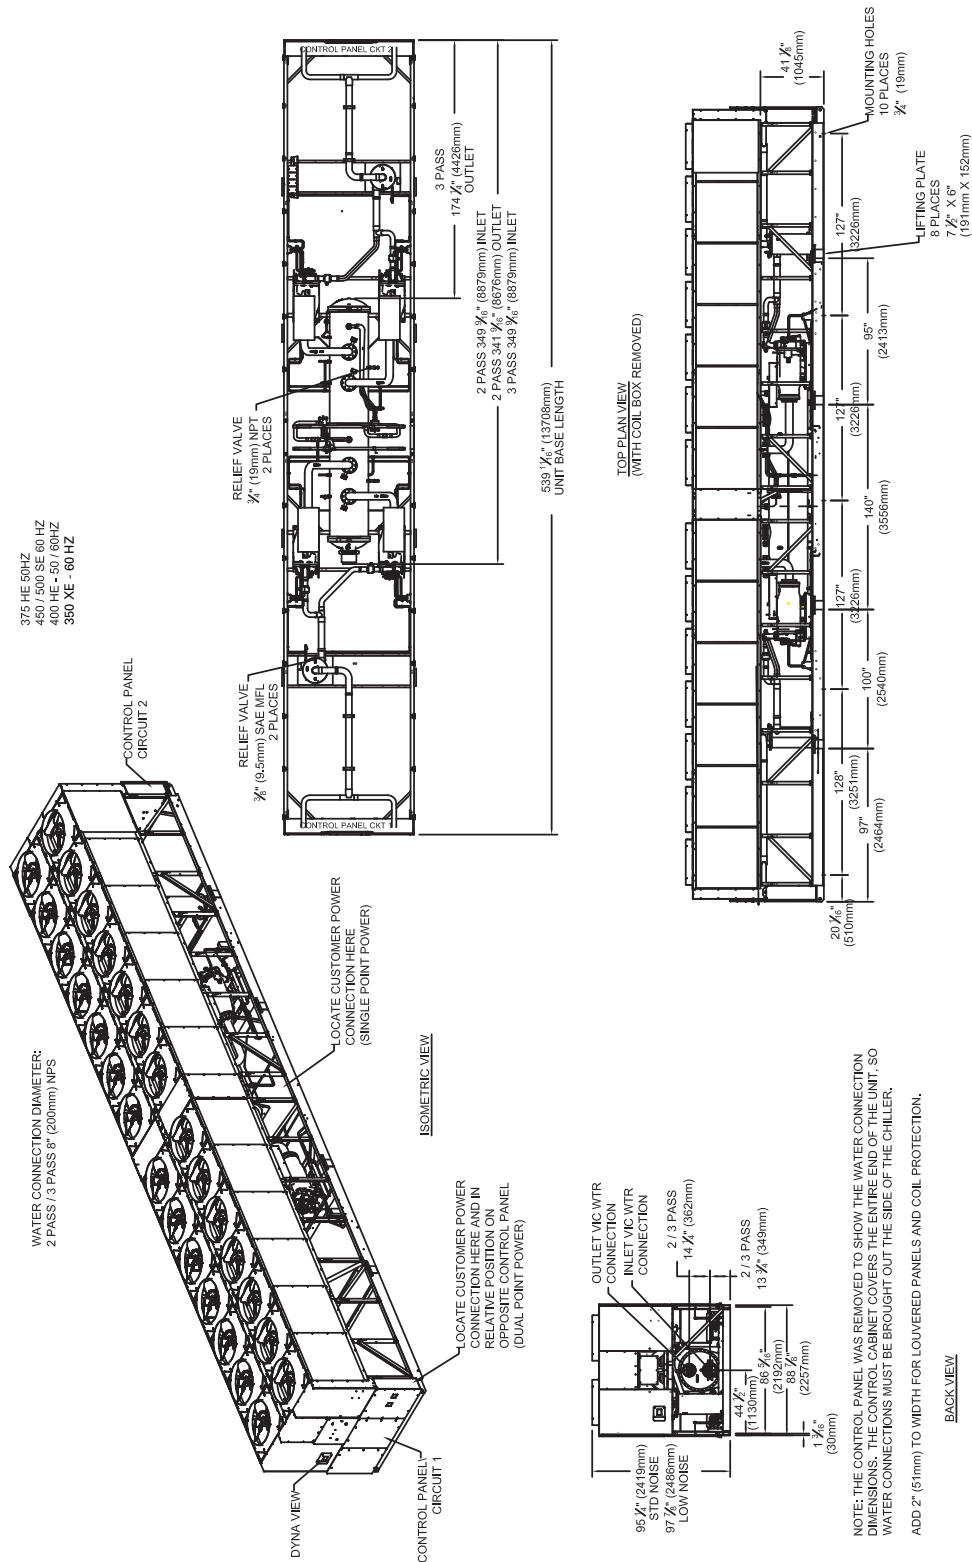 375 HE 50HZ
450 / 500 SE 60 HZ
400 HE - 50 / 60HZ
350 XE - 60 HZ
WATER CONNECTION DIAMETER:
2 PASS / 3 PASS 8" (200mm) NPS
CONTROL PANEL
CIRCUIT 2
LOCATE CUSTOMER POWER
CONNECTION HERE
(SINGLE POINT POWER)
LOCATE CUSTOMER POWER
CONNECTION HERE AND IN
RELATIVE POSITION ON
OPPOSITE CONTROL PANEL
(DUAL POINT POWER)
DYNA VIEW
CONTROL PANEL
CIRCUIT 1
ISOMETRIC VIEW
CONTROL PANEL CKT 1
CONTROL PANEL CKT 2
RELIEF VALVE
3/8" (9.5mm) SAE MFL
2 PLACES
RELIEF VALVE
3/4" (19mm) NPT
2 PLACES
3 PASS
174 1/4" (4426mm)
OUTLET
2 PASS 349 9/16" (8879mm) INLET
2 PASS 341 9/16" (8676mm) OUTLET
3 PASS 349 9/16" (8879mm) INLET
539 11/16" (13708mm)
UNIT BASE LENGTH
TOP PLAN VIEW
(WITH COIL BOX REMOVED)
41 1/8"
(1045mm)
MOUNTING HOLES
10 PLACES
3/4" (19mm)
LIFTING PLATE
8 PLACES
7 1/2" X 6"
(191mm X 152mm)
20 1/16"
(510mm)
128"
(3251mm)
127"
(3226mm)
127"
(3226mm)
127"
(3226mm)
97"
(2464mm)
100"
(2540mm)
140"
(3556mm)
95"
(2413mm)
OUTLET VIC WTR
CONNECTION
INLET VIC WTR
CONNECTION
2 / 3 PASS
14 1/4" (362mm)
2 / 3 PASS
13 3/4" (349mm)
95 1/4" (2419mm)
STD NOISE
97 7/8" (2486mm)
LOW NOISE
44 1/2"
(1130mm)
86 5/16"
(2192mm)
88 7/8"
(2257mm)
1 3/16"
(30mm)
NOTE: THE CONTROL PANEL WAS REMOVED TO SHOW THE WATER CONNECTION
DIMENSIONS. THE CONTROL CABINET COVERS THE ENTIRE END OF THE UNIT, SO
WATER CONNECTIONS MUST BE BROUGHT OUT THE SIDE OF THE CHILLER.
ADD 2" (51mm) TO WIDTH FOR LOUVERED PANELS AND COIL PROTECTION.
BACK VIEW